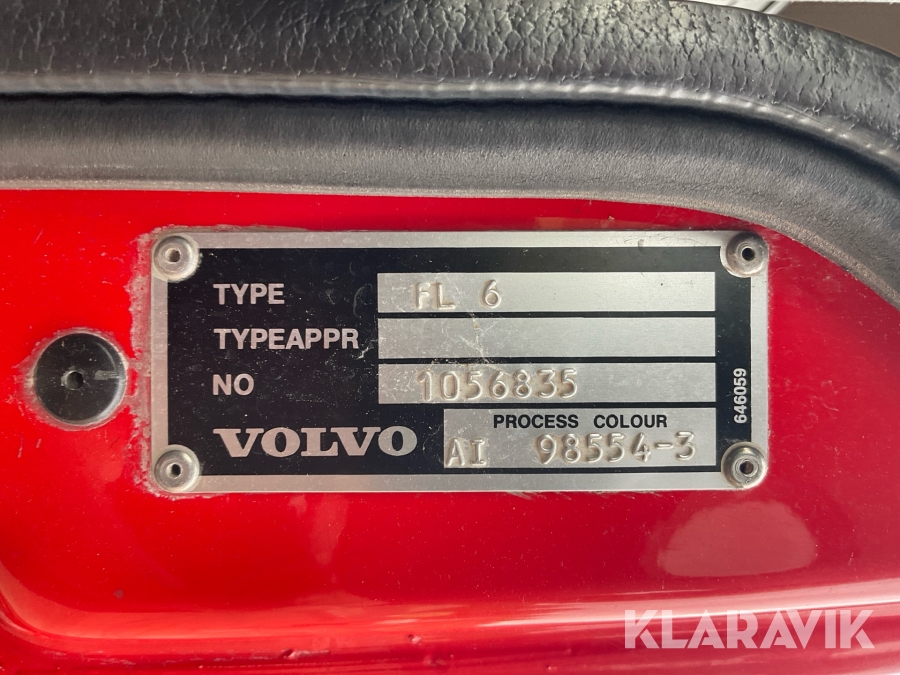 TYPE FL 6
TYPEAPPR
NO 1056835
VOLVO PROCESS COLOUR
AI 98554-3
646059
KLARAVIK